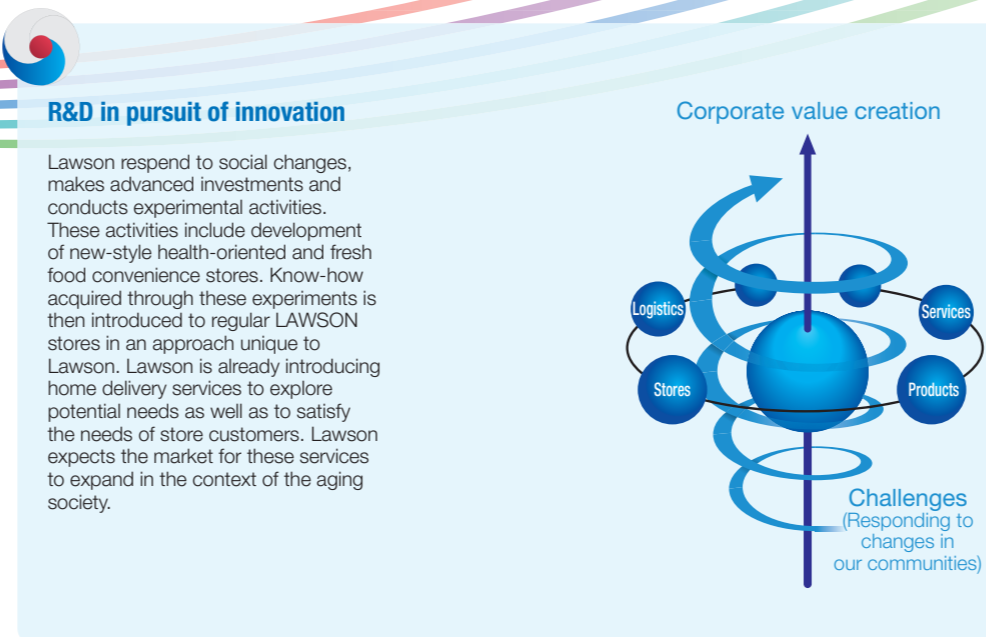 R&D in pursuit of innovation
Lawson respend to social changes,
makes advanced investments and
conducts experimental activities.
These activities include development
of new-style health-oriented and fresh
food convenience stores. Know-how
acquired through these experiments is
then introduced to regular LAWSON
stores in an approach unique to
Lawson. Lawson is already introducing
home delivery services to explore
potential needs as well as to satisfy
the needs of store customers. Lawson
expects the market for these services
to expand in the context of the aging
society.
Corporate value creation
Logistics
Services
Stores
Products
Challenges
(Responding to
changes in
our communities)